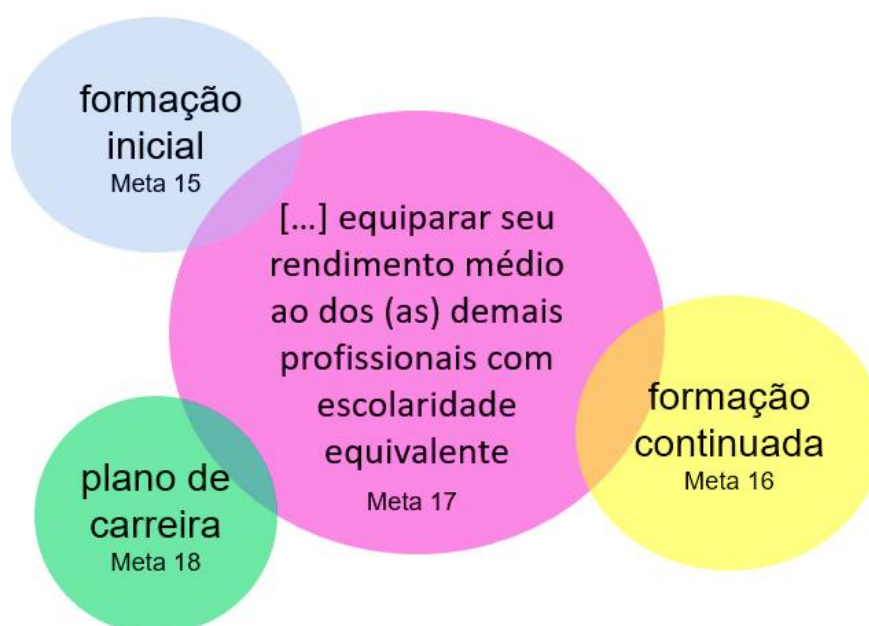 formação
inicial
Meta 15
[...] equiparar seu
rendimento médio
ao dos (as) demais
profissionais com
escolaridade
equivalente
Meta 17
formação
continuada
Meta 16
plano de
carreira
Meta 18